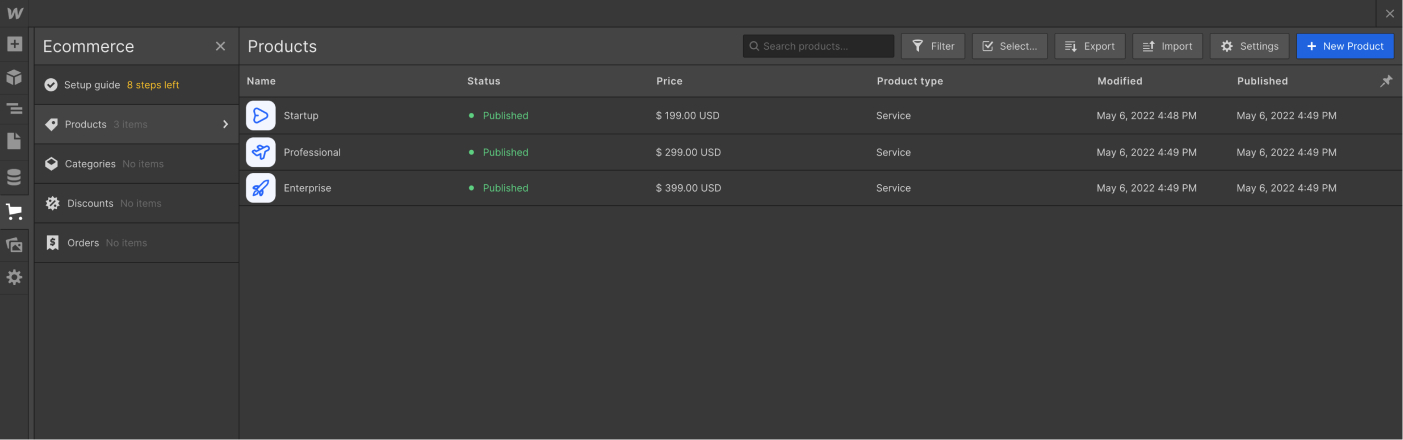 W
Ecommerce
Products
Search products...
Filter
Select...
Export
Import
Settings
+ New Product
Setup guide 8 steps left
Products 3 items
Categories No items
Discounts No items
Orders No items
Name Status Price Product type Modified Published
Startup Published $ 199.00 USD Service May 6, 2022 4:48 PM May 6, 2022 4:49 PM
Professional Published $ 299.00 USD Service May 6, 2022 4:49 PM May 6, 2022 4:49 PM
Enterprise Published $ 399.00 USD Service May 6, 2022 4:49 PM May 6, 2022 4:49 PM